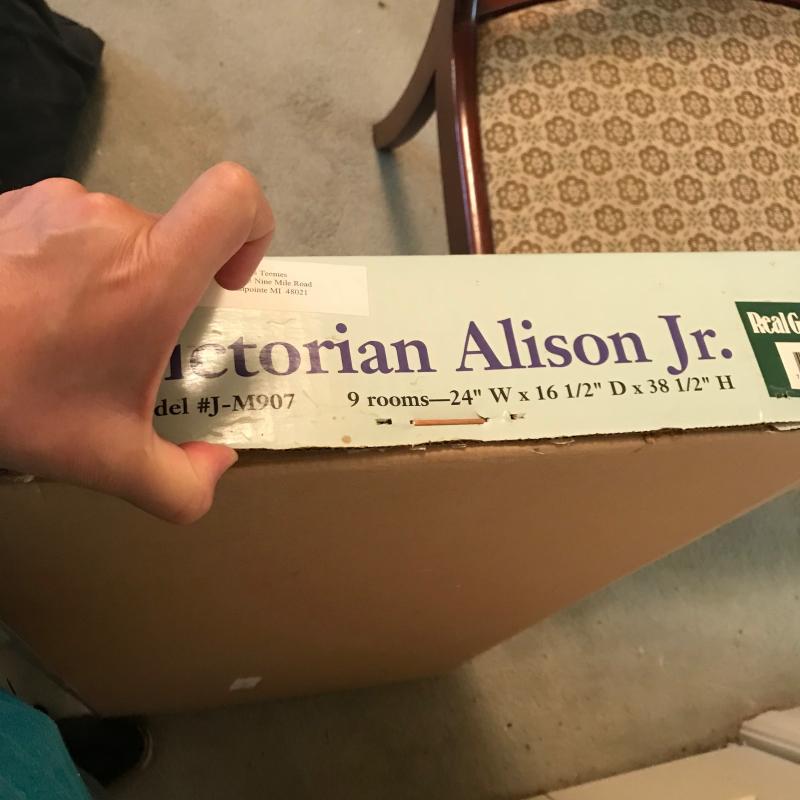 Teemes
Nine Mile Road
MI 48021
ictorian Alison Jr.
del #J-M907 9 rooms—24" W x 16 1/2" D x 38 1/2" H
Real G